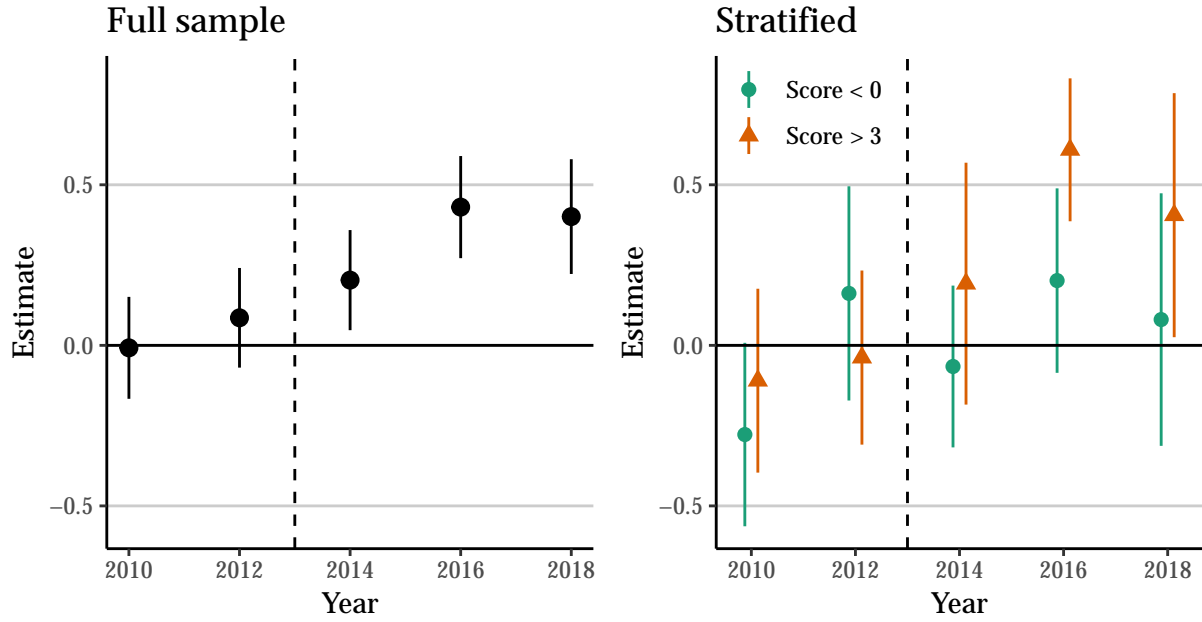 Full sample
Estimate
0.5
0.0
−0.5
2010 2012 2014 2016 2018
Year
Stratified
Score < 0
Score > 3
Estimate
0.5
0.0
−0.5
2010 2012 2014 2016 2018
Year